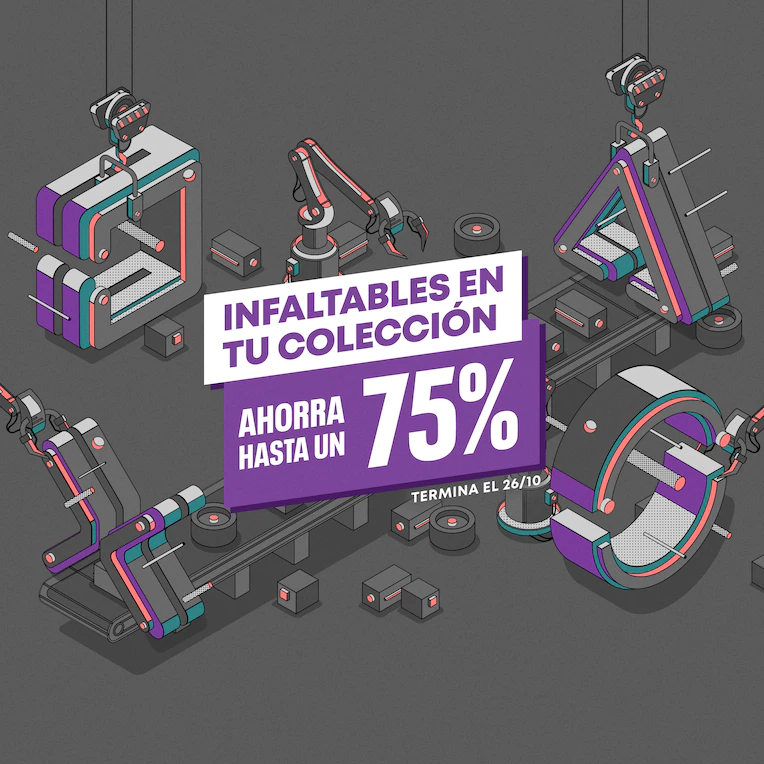 INFALTABLES EN
TU COLECCIÓN
AHORRA
HASTA UN
75%
TERMINA EL 26/10